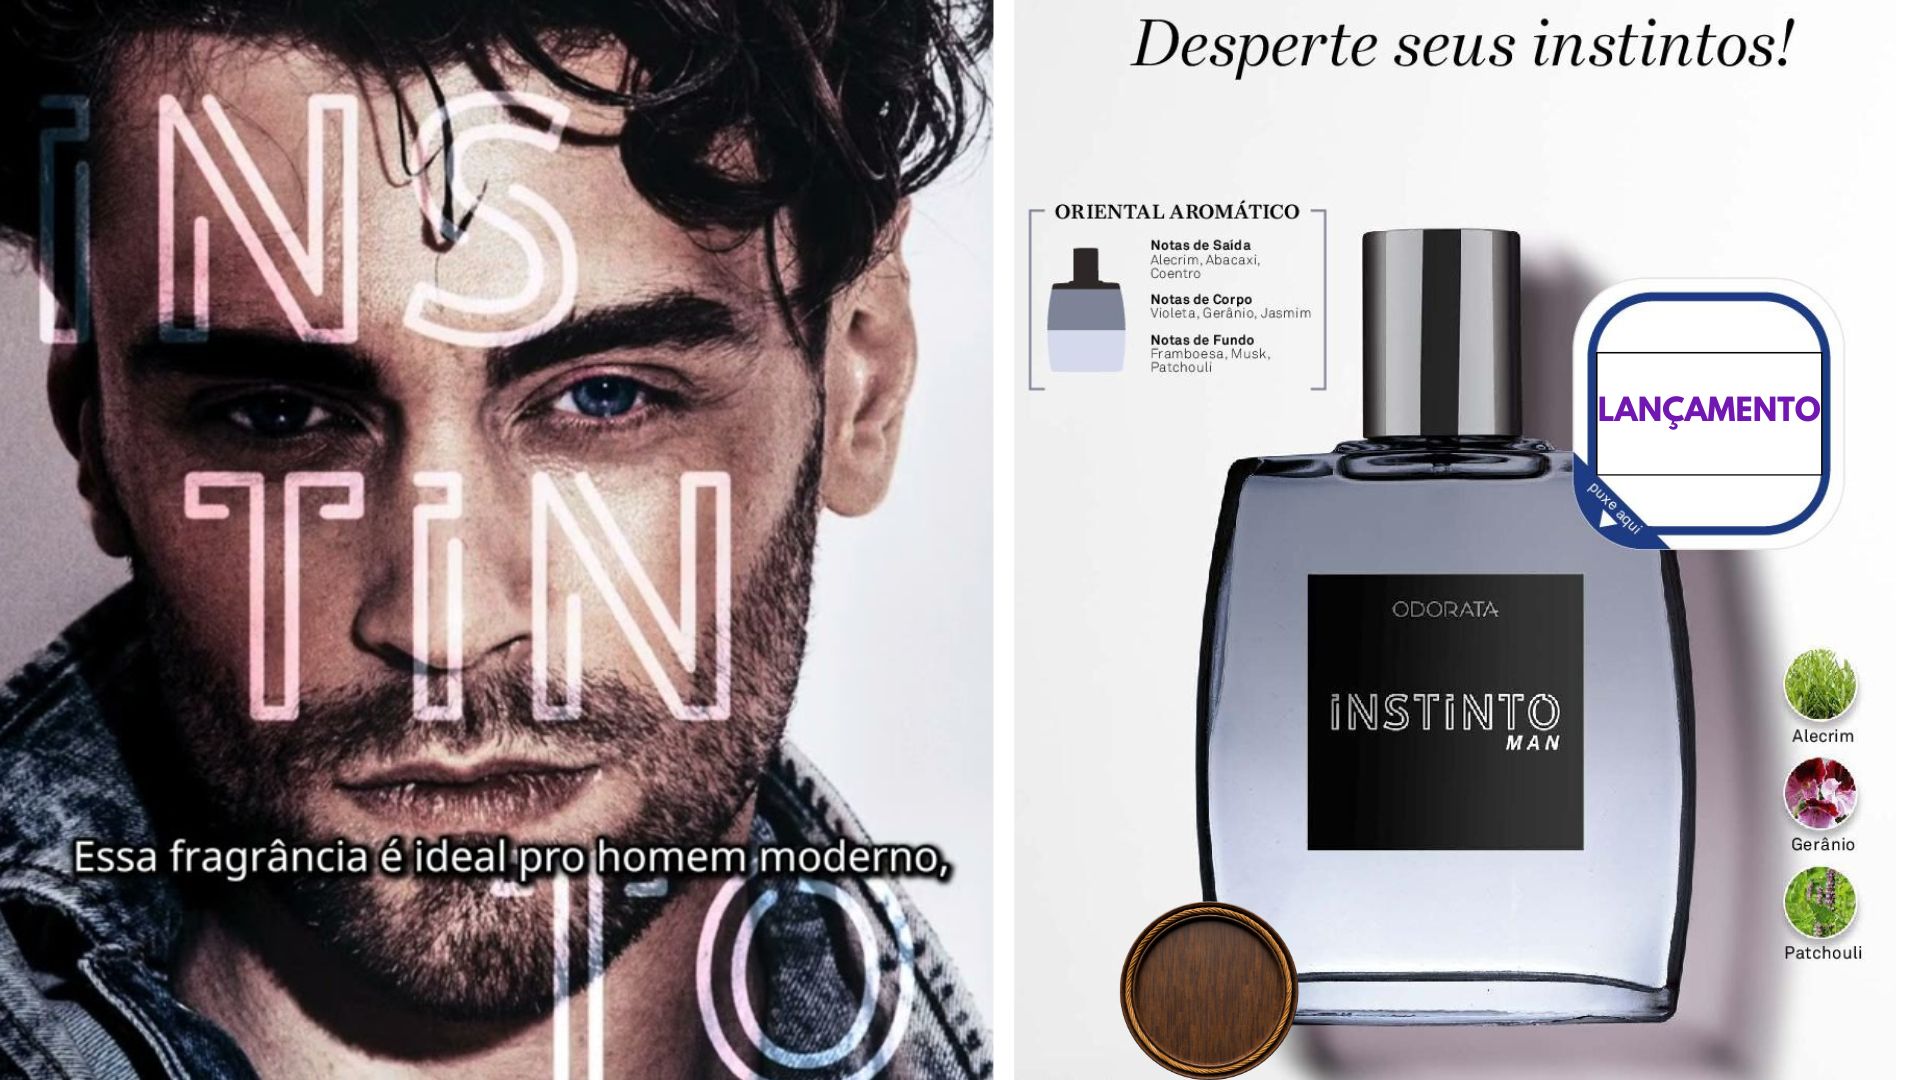 iNS
TiN
TO
Essa fragrância é ideal pro homem moderno,
Desperte seus instintos!
ORIENTAL AROMÁTICO
Notas de Saída
Alecrim, Abacaxi,
Coentro
Notas de Corpo
Violeta, Gerânio, Jasmim
Notas de Fundo
Framboesa, Musk,
Patchouli
LANÇAMENTO
puxe aqui
ODORATA
iNSTiNTO
MAN
Alecrim
Gerânio
Patchouli